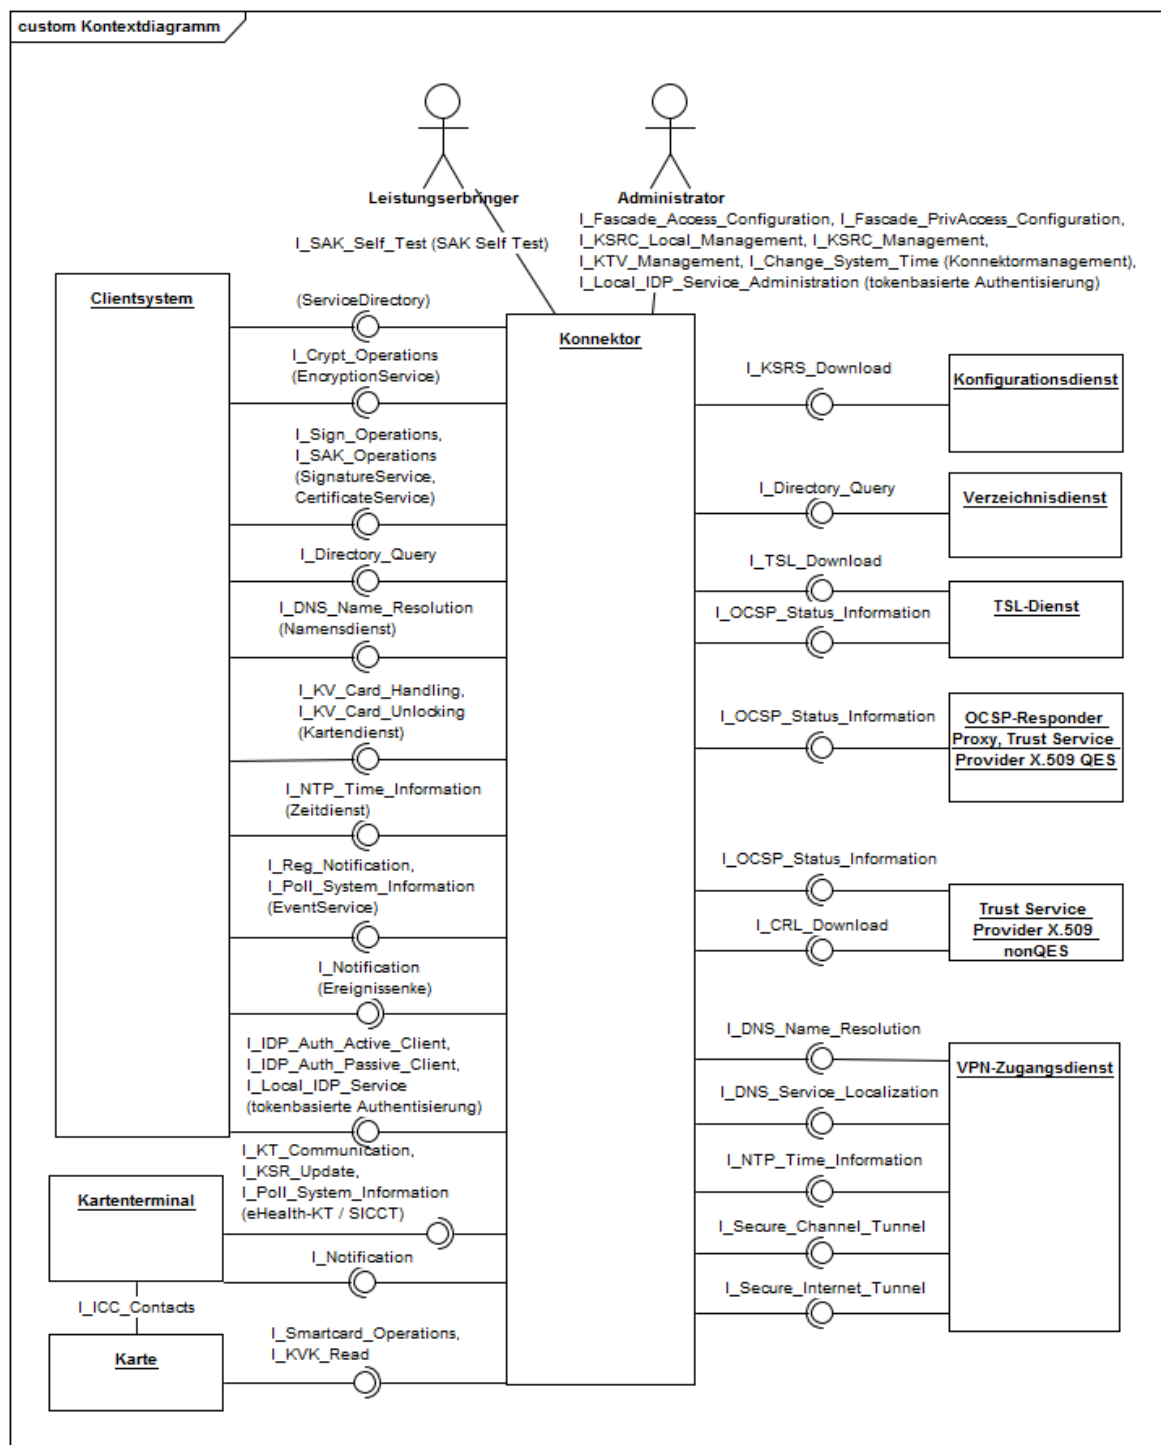 custom Kontextdiagramm
Leistungserbringer
Administrator
I_SAK_Self_Test (SAK Self Test)
I_Fascade_Access_Configuration, I_Fascade_PrivAccess_Configuration,
I_KSRC_Local_Management, I_KSRC_Management,
I_KTV_Management, I_Change_System_Time (Konnektormanagement),
I_Local_IDP_Service_Administration (tokenbasierte Authentisierung)
Clientsystem
(ServiceDirectory)
I_Crypt_Operations
(EncryptionService)
I_Sign_Operations,
I_SAK_Operations
(SignatureService,
CertificateService)
I_Directory_Query
I_DNS_Name_Resolution
(Namensdienst)
I_KV_Card_Handling,
I_KV_Card_Unlocking
(Kartendienst)
I_NTP_Time_Information
(Zeitdienst)
I_Reg_Notification,
I_Poll_System_Information
(EventService)
I_Notification
(Ereignissenke)
I_IDP_Auth_Active_Client,
I_IDP_Auth_Passive_Client,
I_Local_IDP_Service
(tokenbasierte Authentisierung)
I_KT_Communication,
I_KSR_Update,
I_Poll_System_Information
(eHealth-KT / SICCT)
Kartenterminal
I_Notification
I_ICC_Contacts
Karte
I_Smartcard_Operations,
I_KVK_Read
Konnektor
I_KSRS_Download
Konfigurationsdienst
I_Directory_Query
Verzeichnisdienst
I_TSL_Download
I_OCSP_Status_Information
TSL-Dienst
I_OCSP_Status_Information
OCSP-Responder
Proxy, Trust Service
Provider X.509 QES
I_OCSP_Status_Information
I_CRL_Download
Trust Service
Provider X.509
nonQES
I_DNS_Name_Resolution
VPN-Zugangsdienst
I_DNS_Service_Localization
I_NTP_Time_Information
I_Secure_Channel_Tunnel
I_Secure_Internet_Tunnel